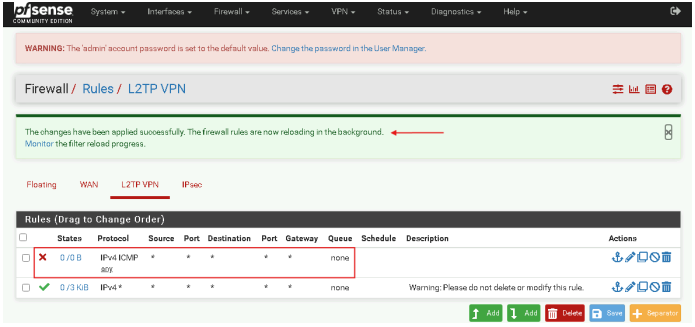 pfsense
COMMUNITY EDITION
System Interfaces Firewall Services VPN Status Diagnostics Help
WARNING: The 'admin' account password is set to the default value. Change the password in the User Manager.
Firewall / Rules / L2TP VPN
The changes have been applied successfully. The firewall rules are now reloading in the background.
Monitor the filter reload progress.
Floating WAN L2TP VPN IPsec
Rules (Drag to Change Order)
States Protocol Source Port Destination Port Gateway Queue Schedule Description Actions
0 /0 B IPv4 ICMP * * * * * none
any
0 /3 KiB IPv4 * * * * * * none Warning: Please do not delete or modify this rule.
Add Add Delete Save Separator